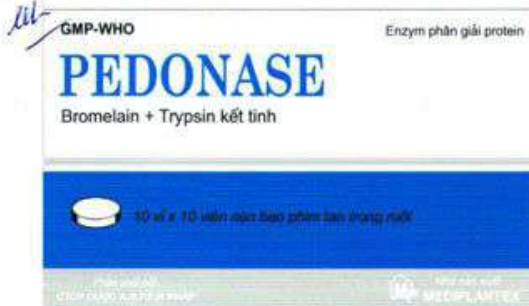 GMP-WHO
Enzym phân giải protein
PEDONASE
Bromelain + Trypsin kết tinh
10 vỉ x 10 viên nén bao phim tan trong ruột
MEDIPLANTEX